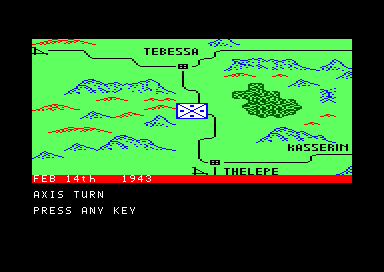 TEBESSA
KASSERIN
THELEPE
FEB 14th 1943
AXIS TURN
PRESS ANY KEY